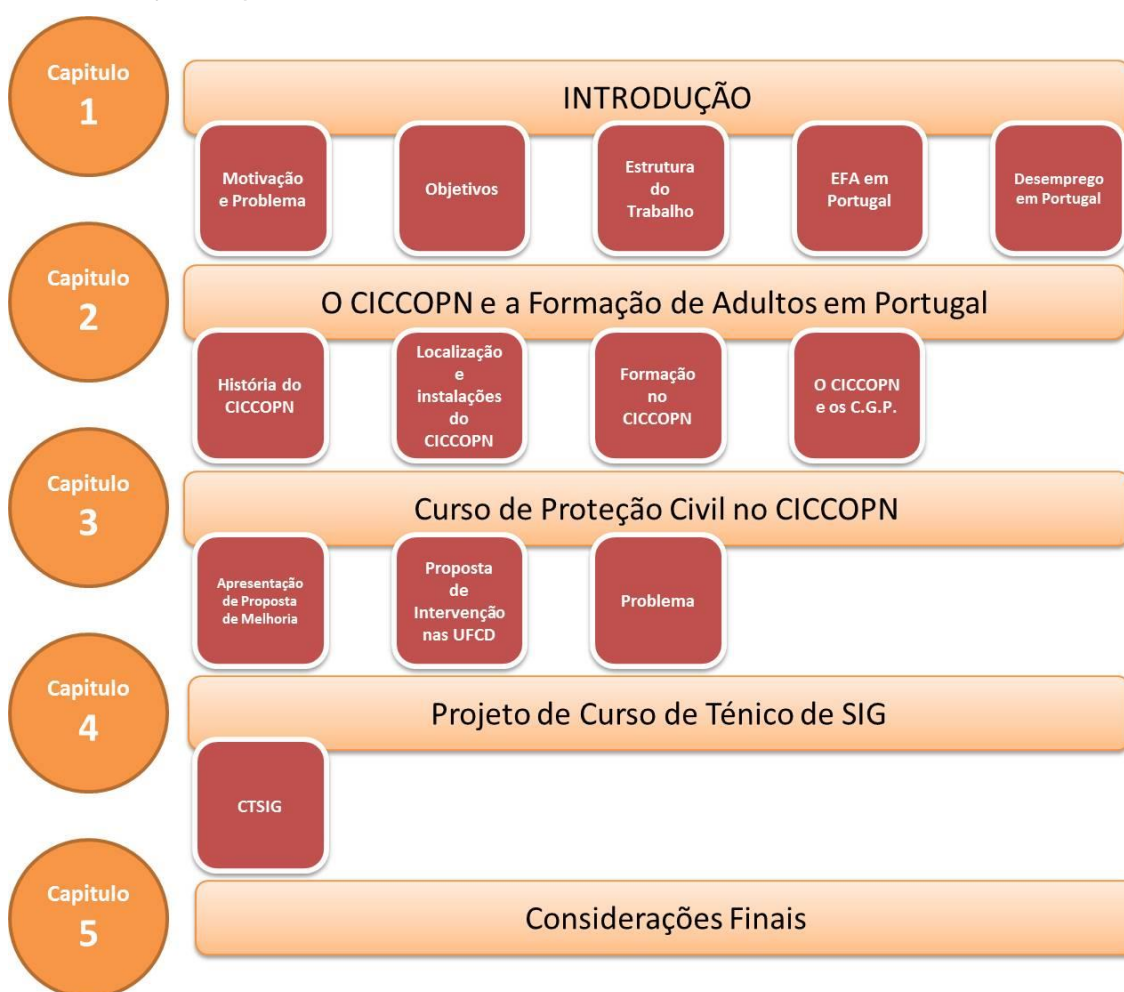 Capitulo
1
INTRODUÇÃO
Motivação
e Problema
Objetivos
Estrutura
do
Trabalho
EFA em
Portugal
Desemprego
em Portugal
Capitulo
2
O CICCOPN e a Formação de Adultos em Portugal
História do
CICCOPN
Localização
e
instalações
do
CICCOPN
Formação
no
CICCOPN
O CICCOPN
e os C.G.P.
Capitulo
3
Curso de Proteção Civil no CICCOPN
Apresentação
de Proposta
de Melhoria
Proposta
de
Intervenção
nas UFCD
Problema
Capitulo
4
Projeto de Curso de Ténico de SIG
CTSIG
Capitulo
5
Considerações Finais